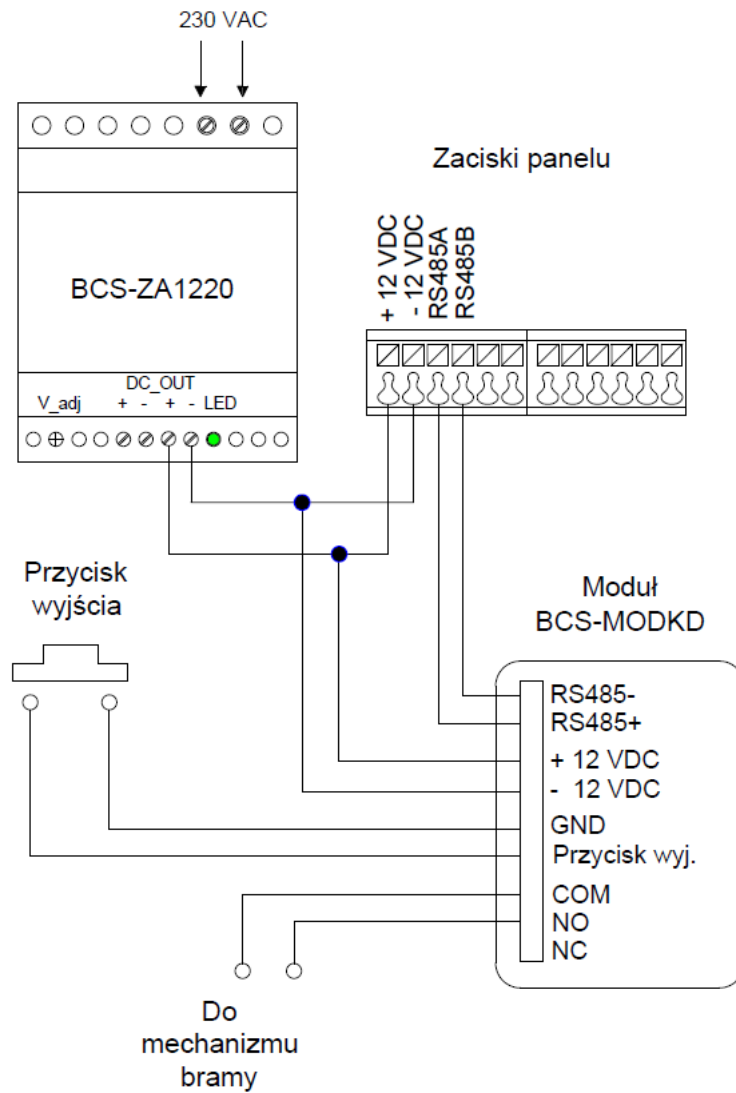 230 VAC
Zaciski panelu
+ 12 VDC
- 12 VDC
RS485A
RS485B
BCS-ZA1220
DC_OUT
V_adj + - + - LED
Przycisk
wyjścia
Moduł
BCS-MODKD
RS485-
RS485+
+ 12 VDC
- 12 VDC
GND
Przycisk wyj.
COM
NO
NC
Do
mechanizmu
bramy